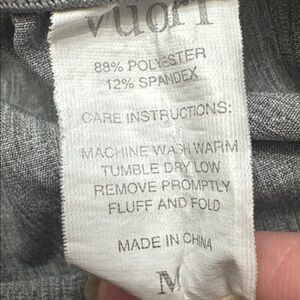 vuori
88% POLYESTER
12% SPANDEX
CARE INSTRUCTIONS:
MACHINE WASH WARM
TUMBLE DRY LOW
REMOVE PROMPTLY
FLUFF AND FOLD
MADE IN CHINA
M